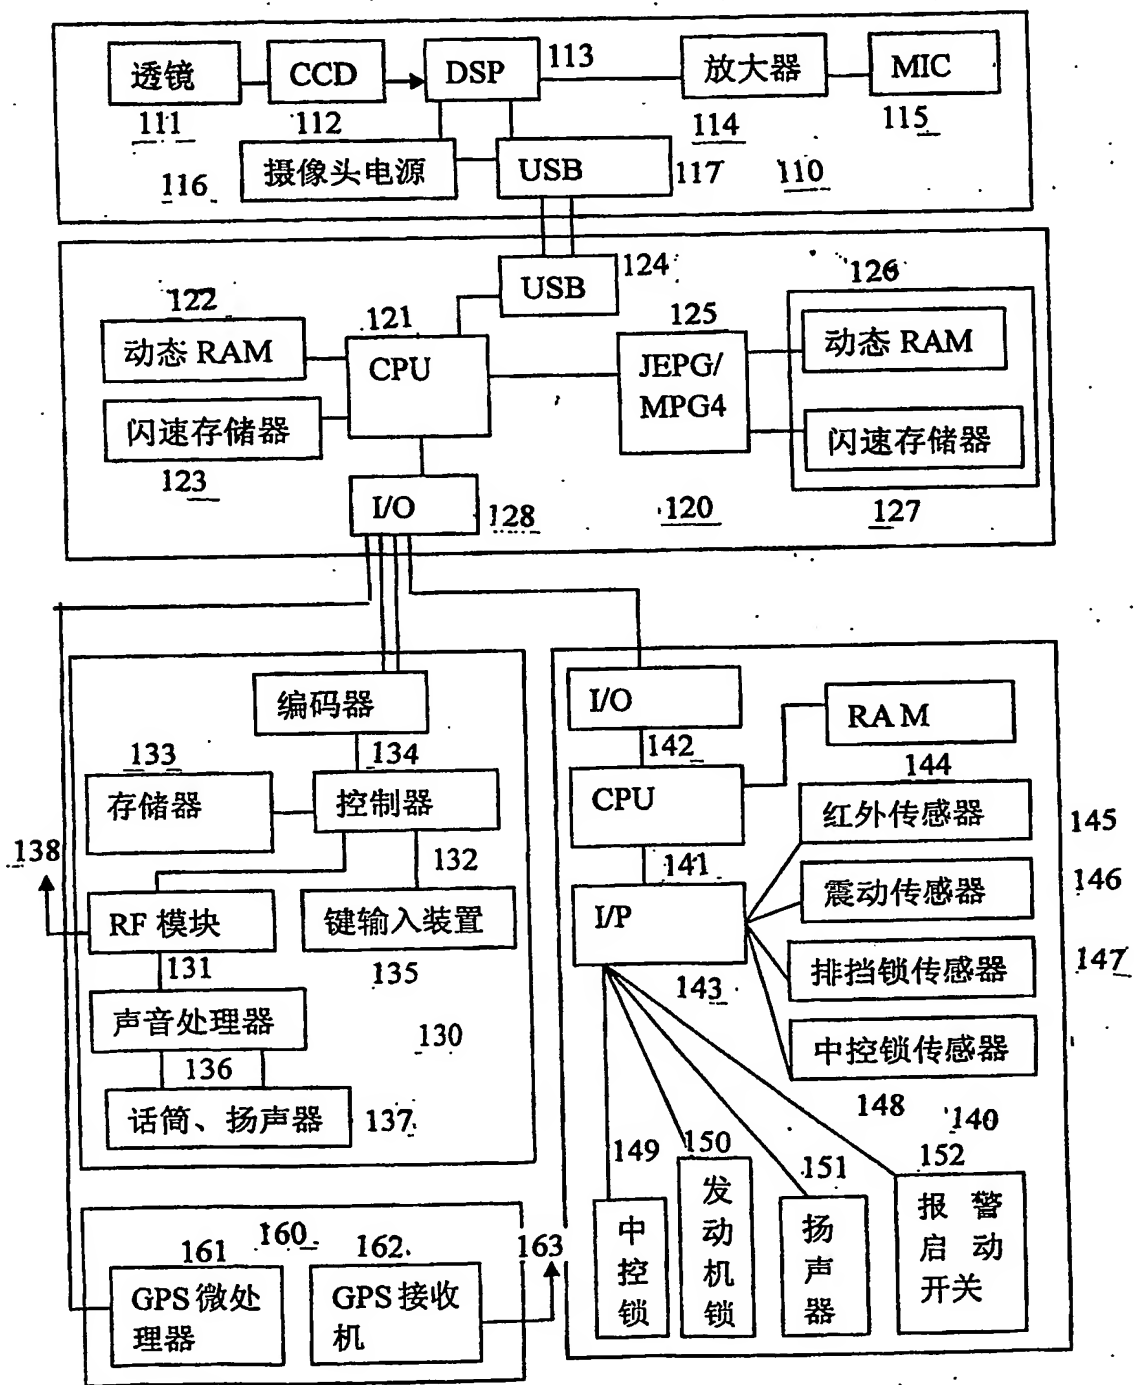 透镜
CCD
DSP
113
放大器
MIC
111
112
114
115
摄像头电源
USB
116
117
110
USB
124
126
122
121
125
动态 RAM
CPU
JEPG/
MPG4
动态 RAM
闪速存储器
闪速存储器
123
I/O
128
120
127
编码器
I/O
RAM
133
134
142
144
存储器
控制器
CPU
红外传感器
145
138
132
141
震动传感器
146
RF 模块
键输入装置
I/P
131
135
143
排挡锁传感器
147
声音处理器
130
中控锁传感器
136
148
话筒、扬声器
137
140
149
150
151
152
中控锁
发动机锁
扬声器
报 警
启 动
开关
160
161
162
163
GPS 微处
理器
GPS 接收
机